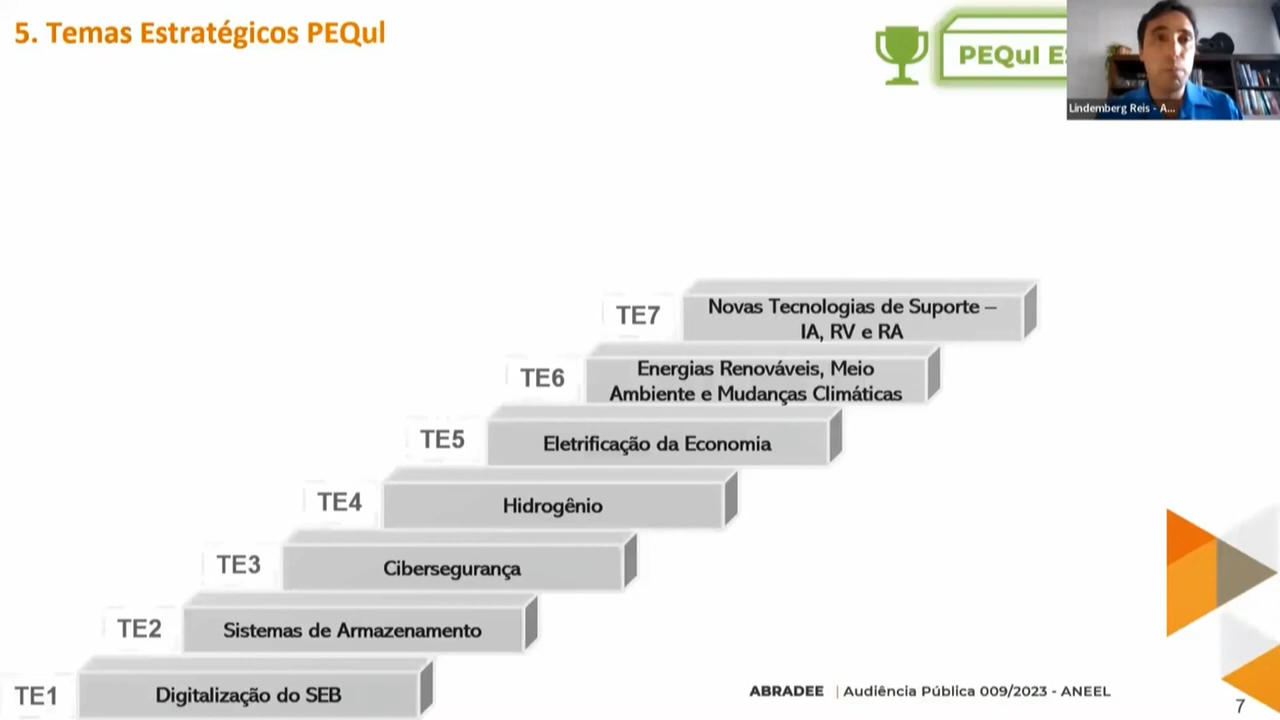 5. Temas Estratégicos PEQuI
PEQuI
Lindemberg Reis - A...
TE7
Novas Tecnologias de Suporte –
IA, RV e RA
TE6
Energias Renováveis, Meio
Ambiente e Mudanças Climáticas
TE5
Eletrificação da Economia
TE4
Hidrogênio
TE3
Cibersegurança
TE2
Sistemas de Armazenamento
TE1
Digitalização do SEB
ABRADEE | Audiência Pública 009/2023 - ANEEL
7